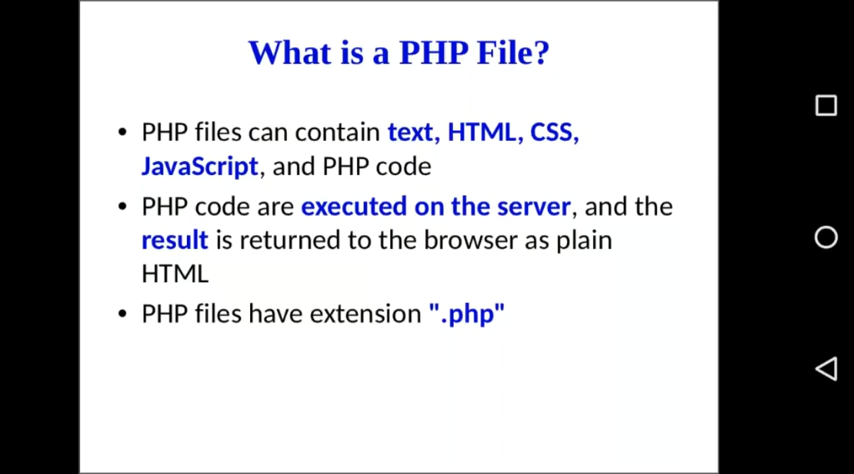 What is a PHP File?
• PHP files can contain text, HTML, CSS,
JavaScript, and PHP code
• PHP code are executed on the server, and the
result is returned to the browser as plain
HTML
• PHP files have extension ".php"